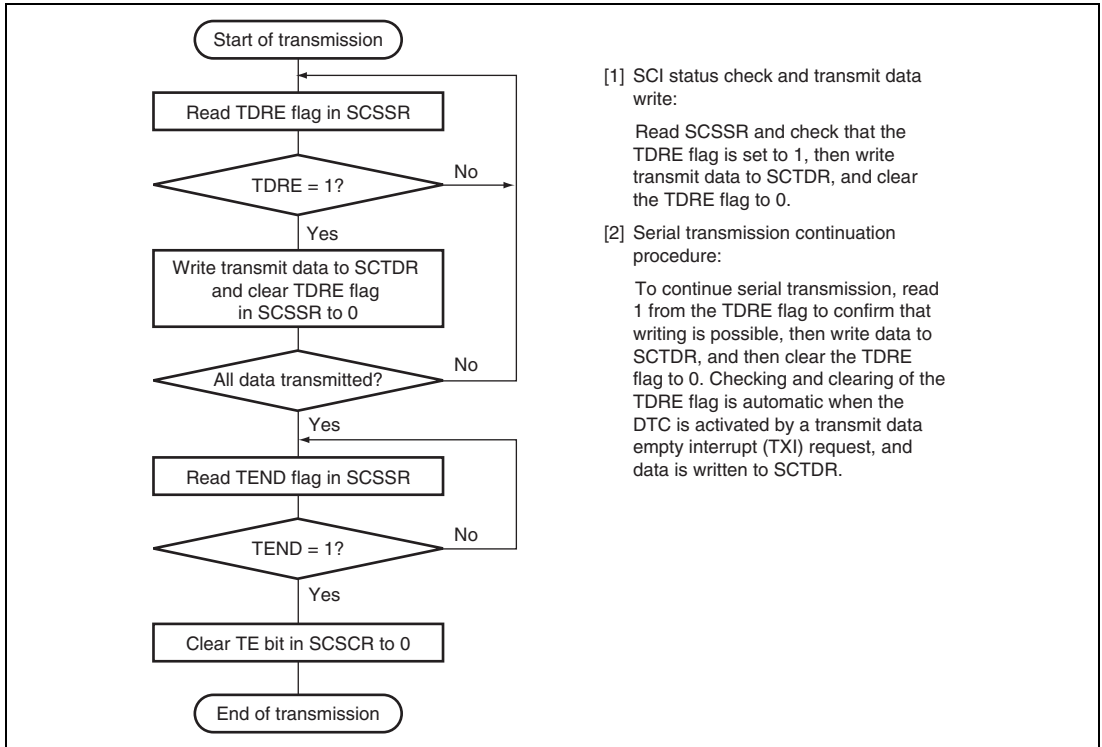 Start of transmission
Read TDRE flag in SCSSR
TDRE = 1?
No
Yes
Write transmit data to SCTDR
and clear TDRE flag
in SCSSR to 0
All data transmitted?
No
Yes
Read TEND flag in SCSSR
TEND = 1?
No
Yes
Clear TE bit in SCSCR to 0
End of transmission
[1] SCI status check and transmit data
write:
Read SCSSR and check that the
TDRE flag is set to 1, then write
transmit data to SCTDR, and clear
the TDRE flag to 0.
[2] Serial transmission continuation
procedure:
To continue serial transmission, read
1 from the TDRE flag to confirm that
writing is possible, then write data to
SCTDR, and then clear the TDRE
flag to 0. Checking and clearing of the
TDRE flag is automatic when the
DTC is activated by a transmit data
empty interrupt (TXI) request, and
data is written to SCTDR.